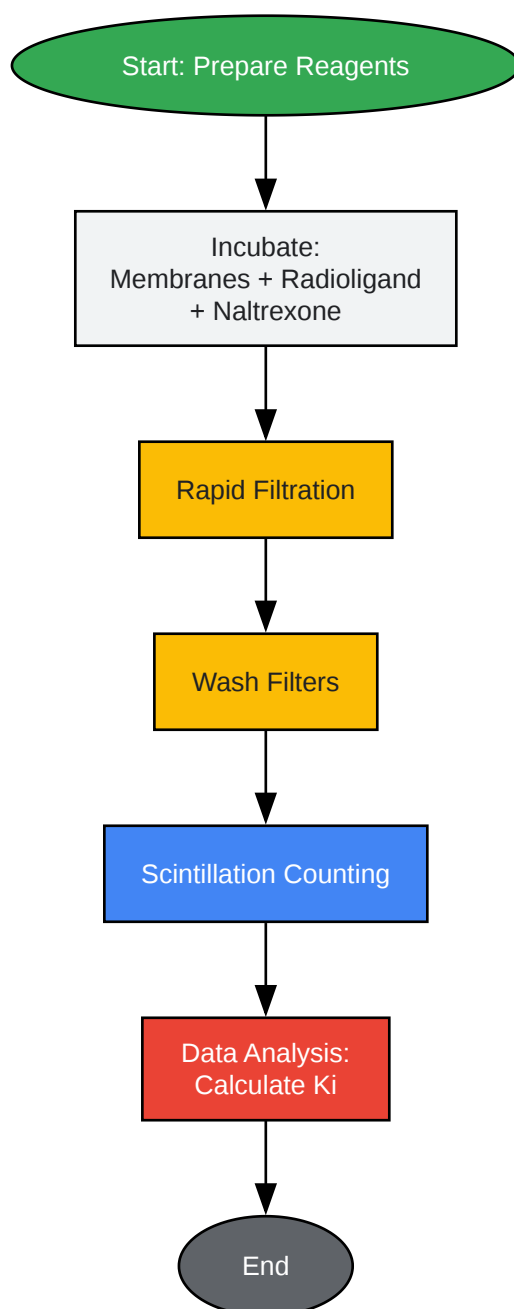 Start: Prepare Reagents
Incubate:
Membranes + Radioligand
+ Naltrexone
Rapid Filtration
Wash Filters
Scintillation Counting
Data Analysis:
Calculate Ki
End